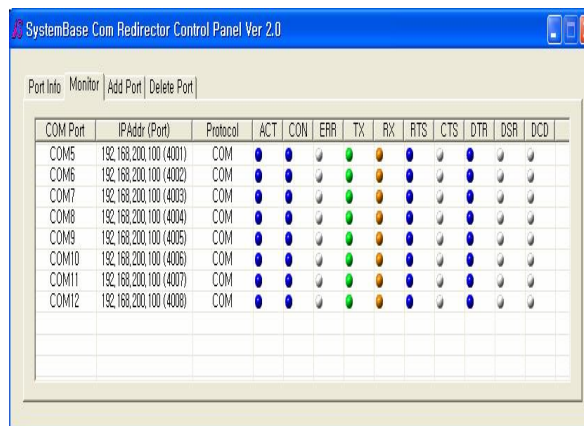 SystemBase Com Redirector Control Panel Ver 2.0
Port Info Monitor Add Port Delete Port
COM Port IPAddr (Port) Protocol ACT CON ERR TX RX RTS CTS DTR DSR DCD
COM5 192,168,200,100 (4001) COM
COM6 192,168,200,100 (4002) COM
COM7 192,168,200,100 (4003) COM
COM8 192,168,200,100 (4004) COM
COM9 192,168,200,100 (4005) COM
COM10 192,168,200,100 (4006) COM
COM11 192,168,200,100 (4007) COM
COM12 192,168,200,100 (4008) COM